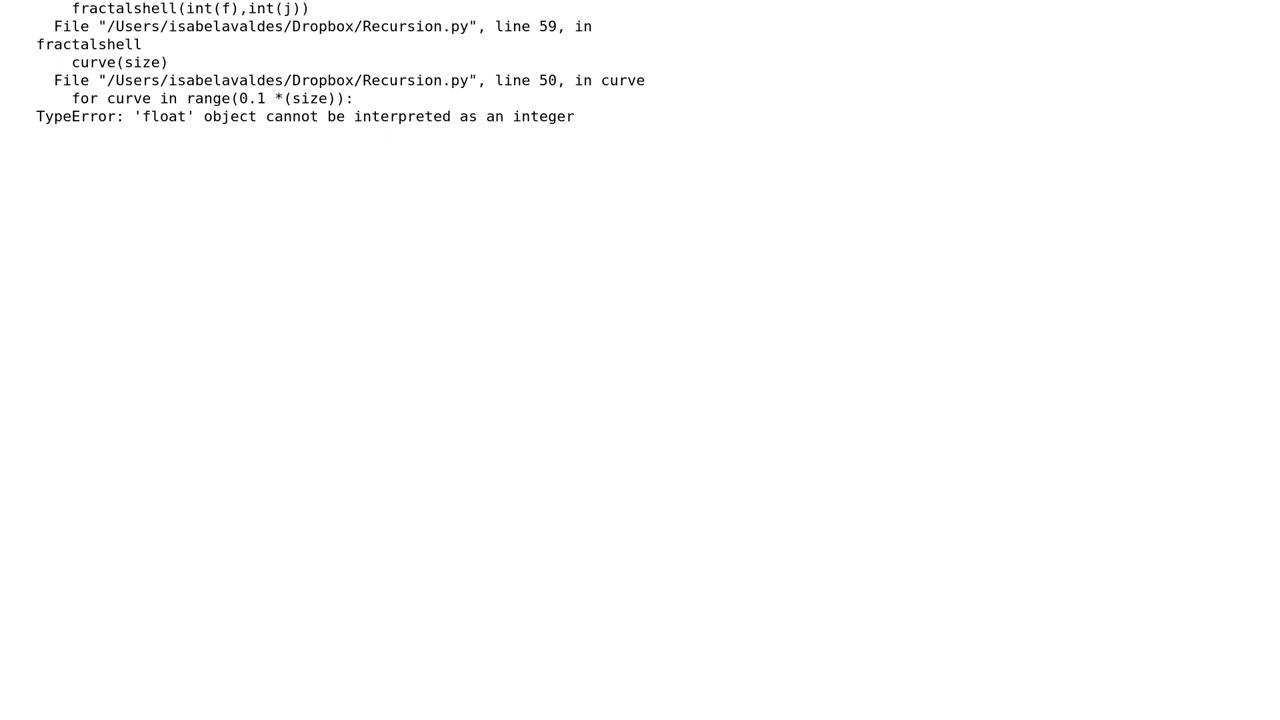 fractalshell(int(f),int(j))
File "/Users/isabelavaldes/Dropbox/Recursion.py", line 59, in
fractalshell
curve(size)
File "/Users/isabelavaldes/Dropbox/Recursion.py", line 50, in curve
for curve in range(0.1 *(size)):
TypeError: 'float' object cannot be interpreted as an integer